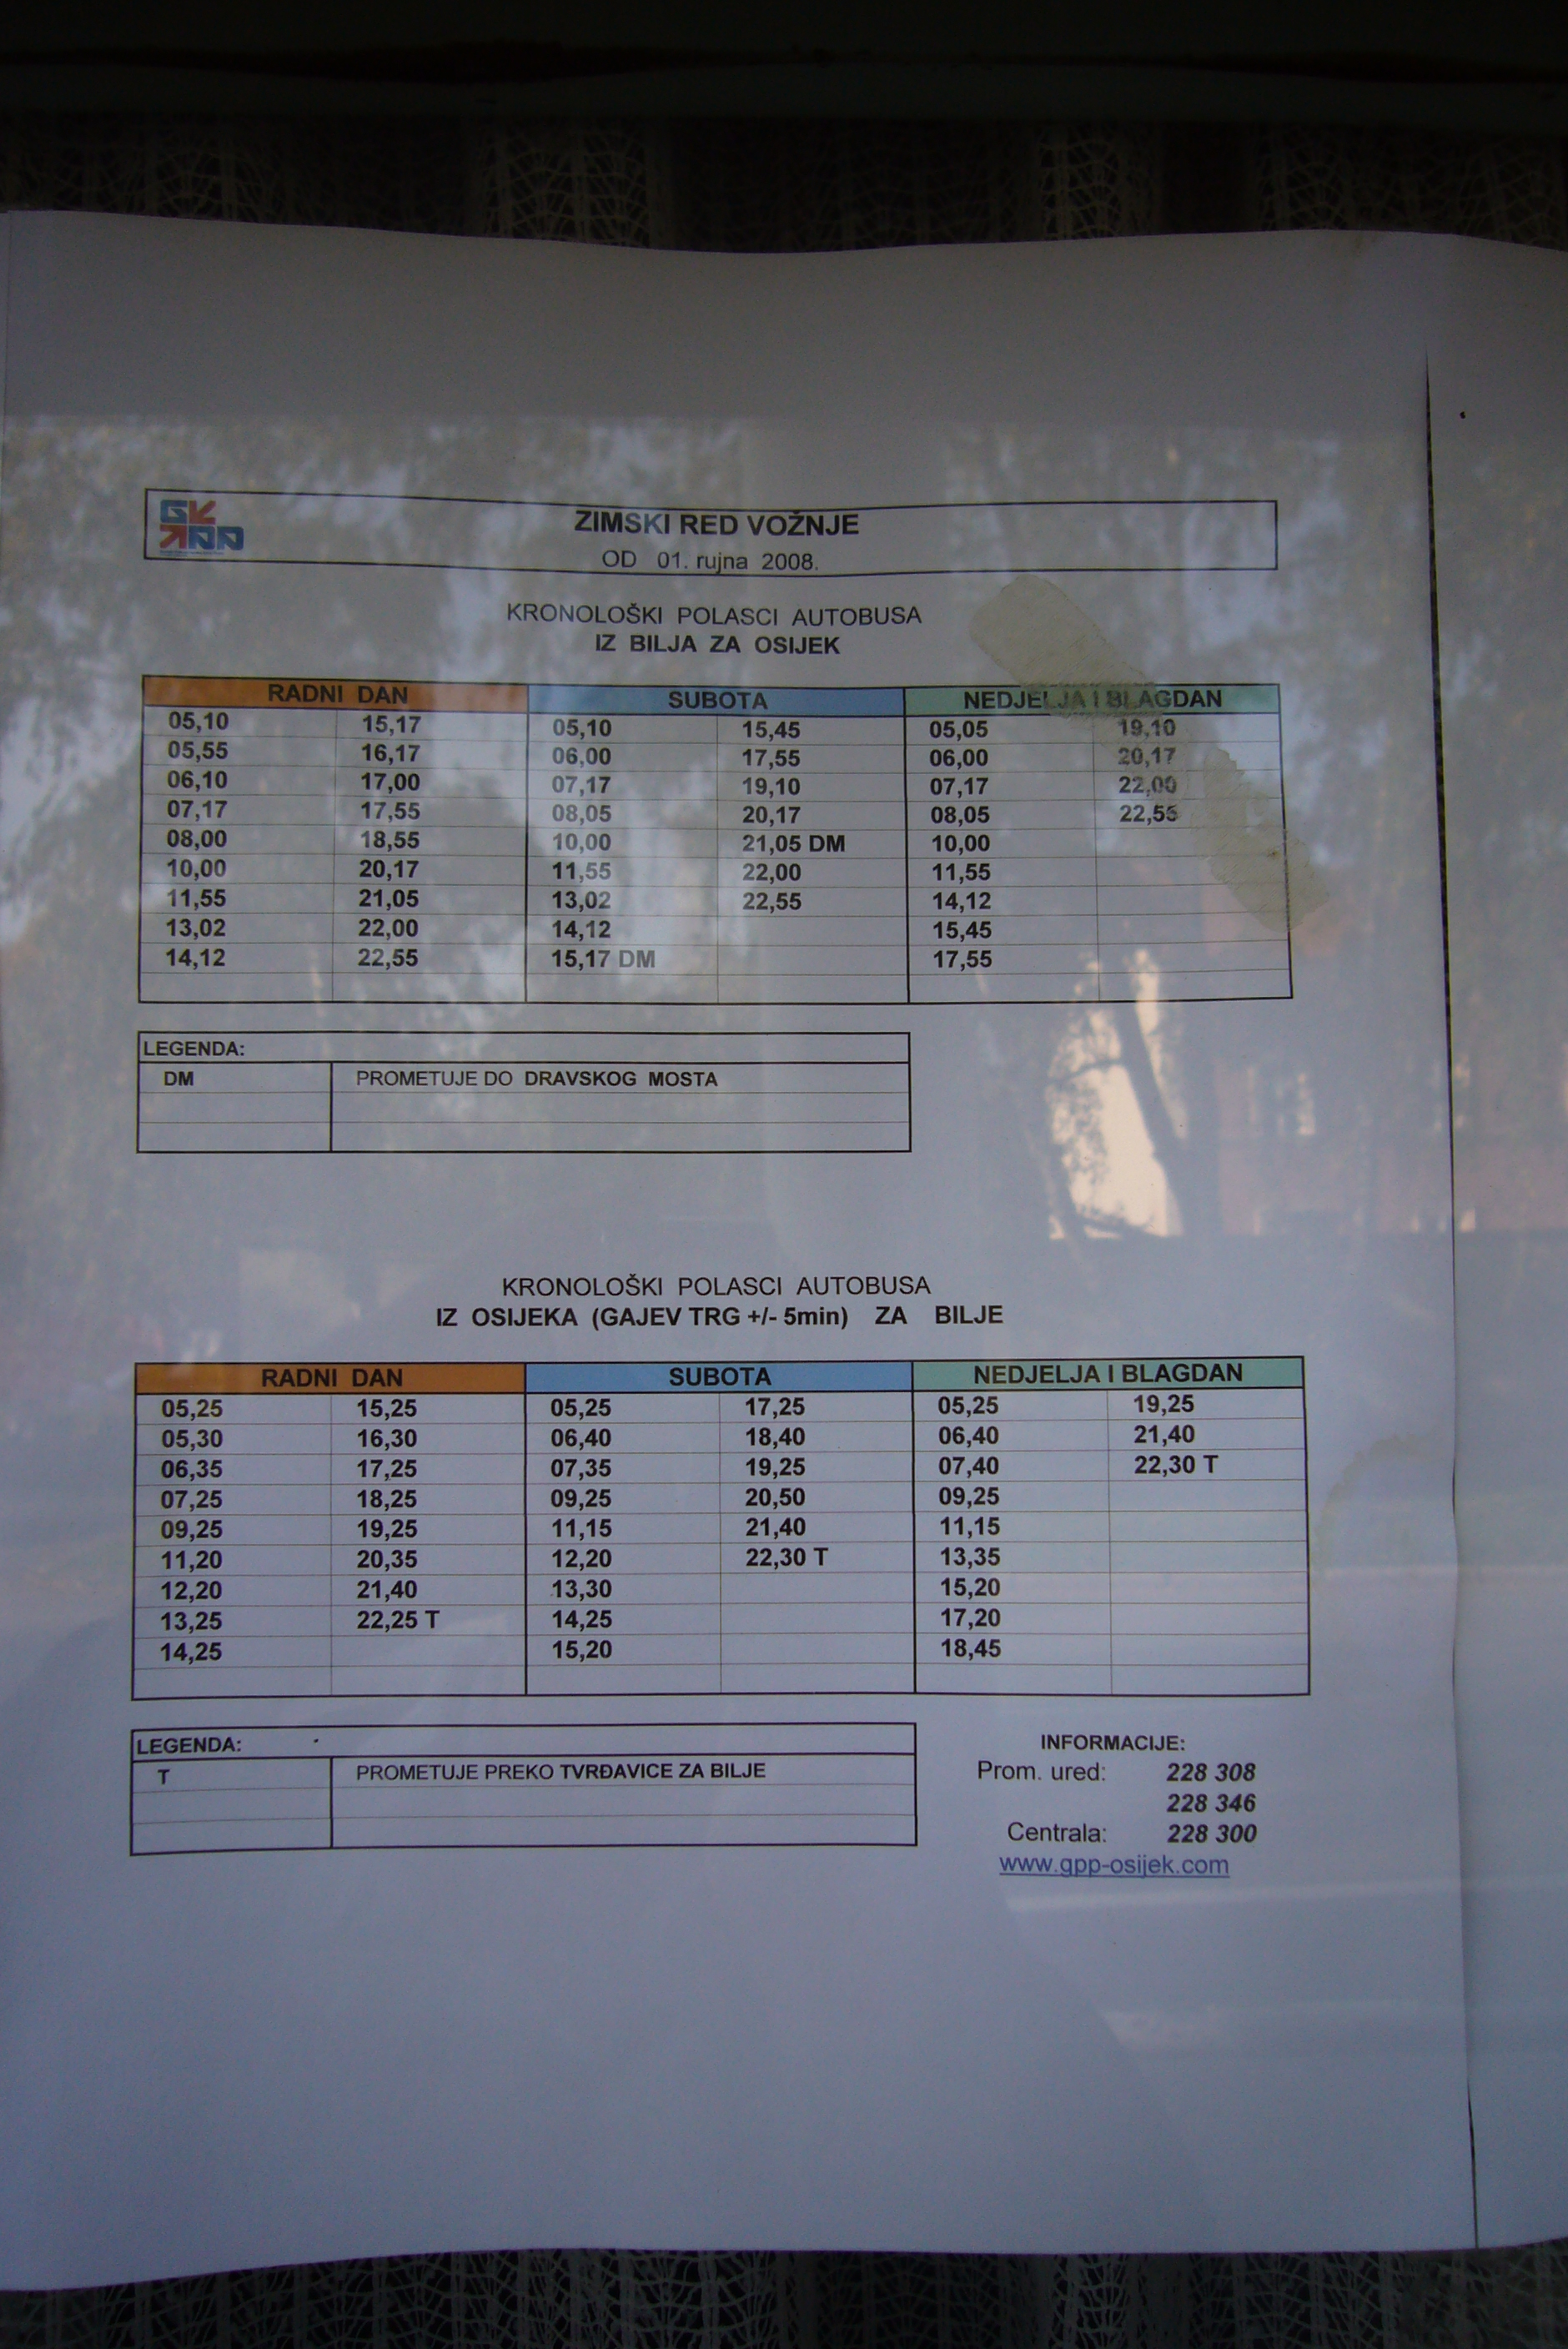 GPP
ZIMSKI RED VOŽNJE
OD 01. rujna 2008.
KRONOLOŠKI POLASCI AUTOBUSA
IZ BILJA ZA OSIJEK
RADNI DAN SUBOTA NEDJELJA I BLAGDAN
05,10 15,17 05,10 15,45 05,05 19,10
05,55 16,17 06,00 17,55 06,00 20,17
06,10 17,00 07,17 19,10 07,17 22,00
07,17 17,55 08,05 20,17 08,05 22,55
08,00 18,55 10,00 21,05 DM 10,00
10,00 20,17 11,55 22,00 11,55
11,55 21,05 13,02 22,55 14,12
13,02 22,00 14,12 15,45
14,12 22,55 15,17 DM 17,55
LEGENDA:
DM PROMETUJE DO DRAVSKOG MOSTA
KRONOLOŠKI POLASCI AUTOBUSA
IZ OSIJEKA (GAJEV TRG +/- 5min) ZA BILJE
RADNI DAN SUBOTA NEDJELJA I BLAGDAN
05,25 15,25 05,25 17,25 05,25 19,25
05,30 16,30 06,40 18,40 06,40 21,40
06,35 17,25 07,35 19,25 07,40 22,30 T
07,25 18,25 09,25 20,50 09,25
09,25 19,25 11,15 21,40 11,15
11,20 20,35 12,20 22,30 T 13,35
12,20 21,40 13,30 15,20
13,25 22,25 T 14,25 17,20
14,25 15,20 18,45
LEGENDA:
T PROMETUJE PREKO TVRĐAVICE ZA BILJE
INFORMACIJE:
Prom. ured: 228 308
228 346
Centrala: 228 300
www.gpp-osijek.com